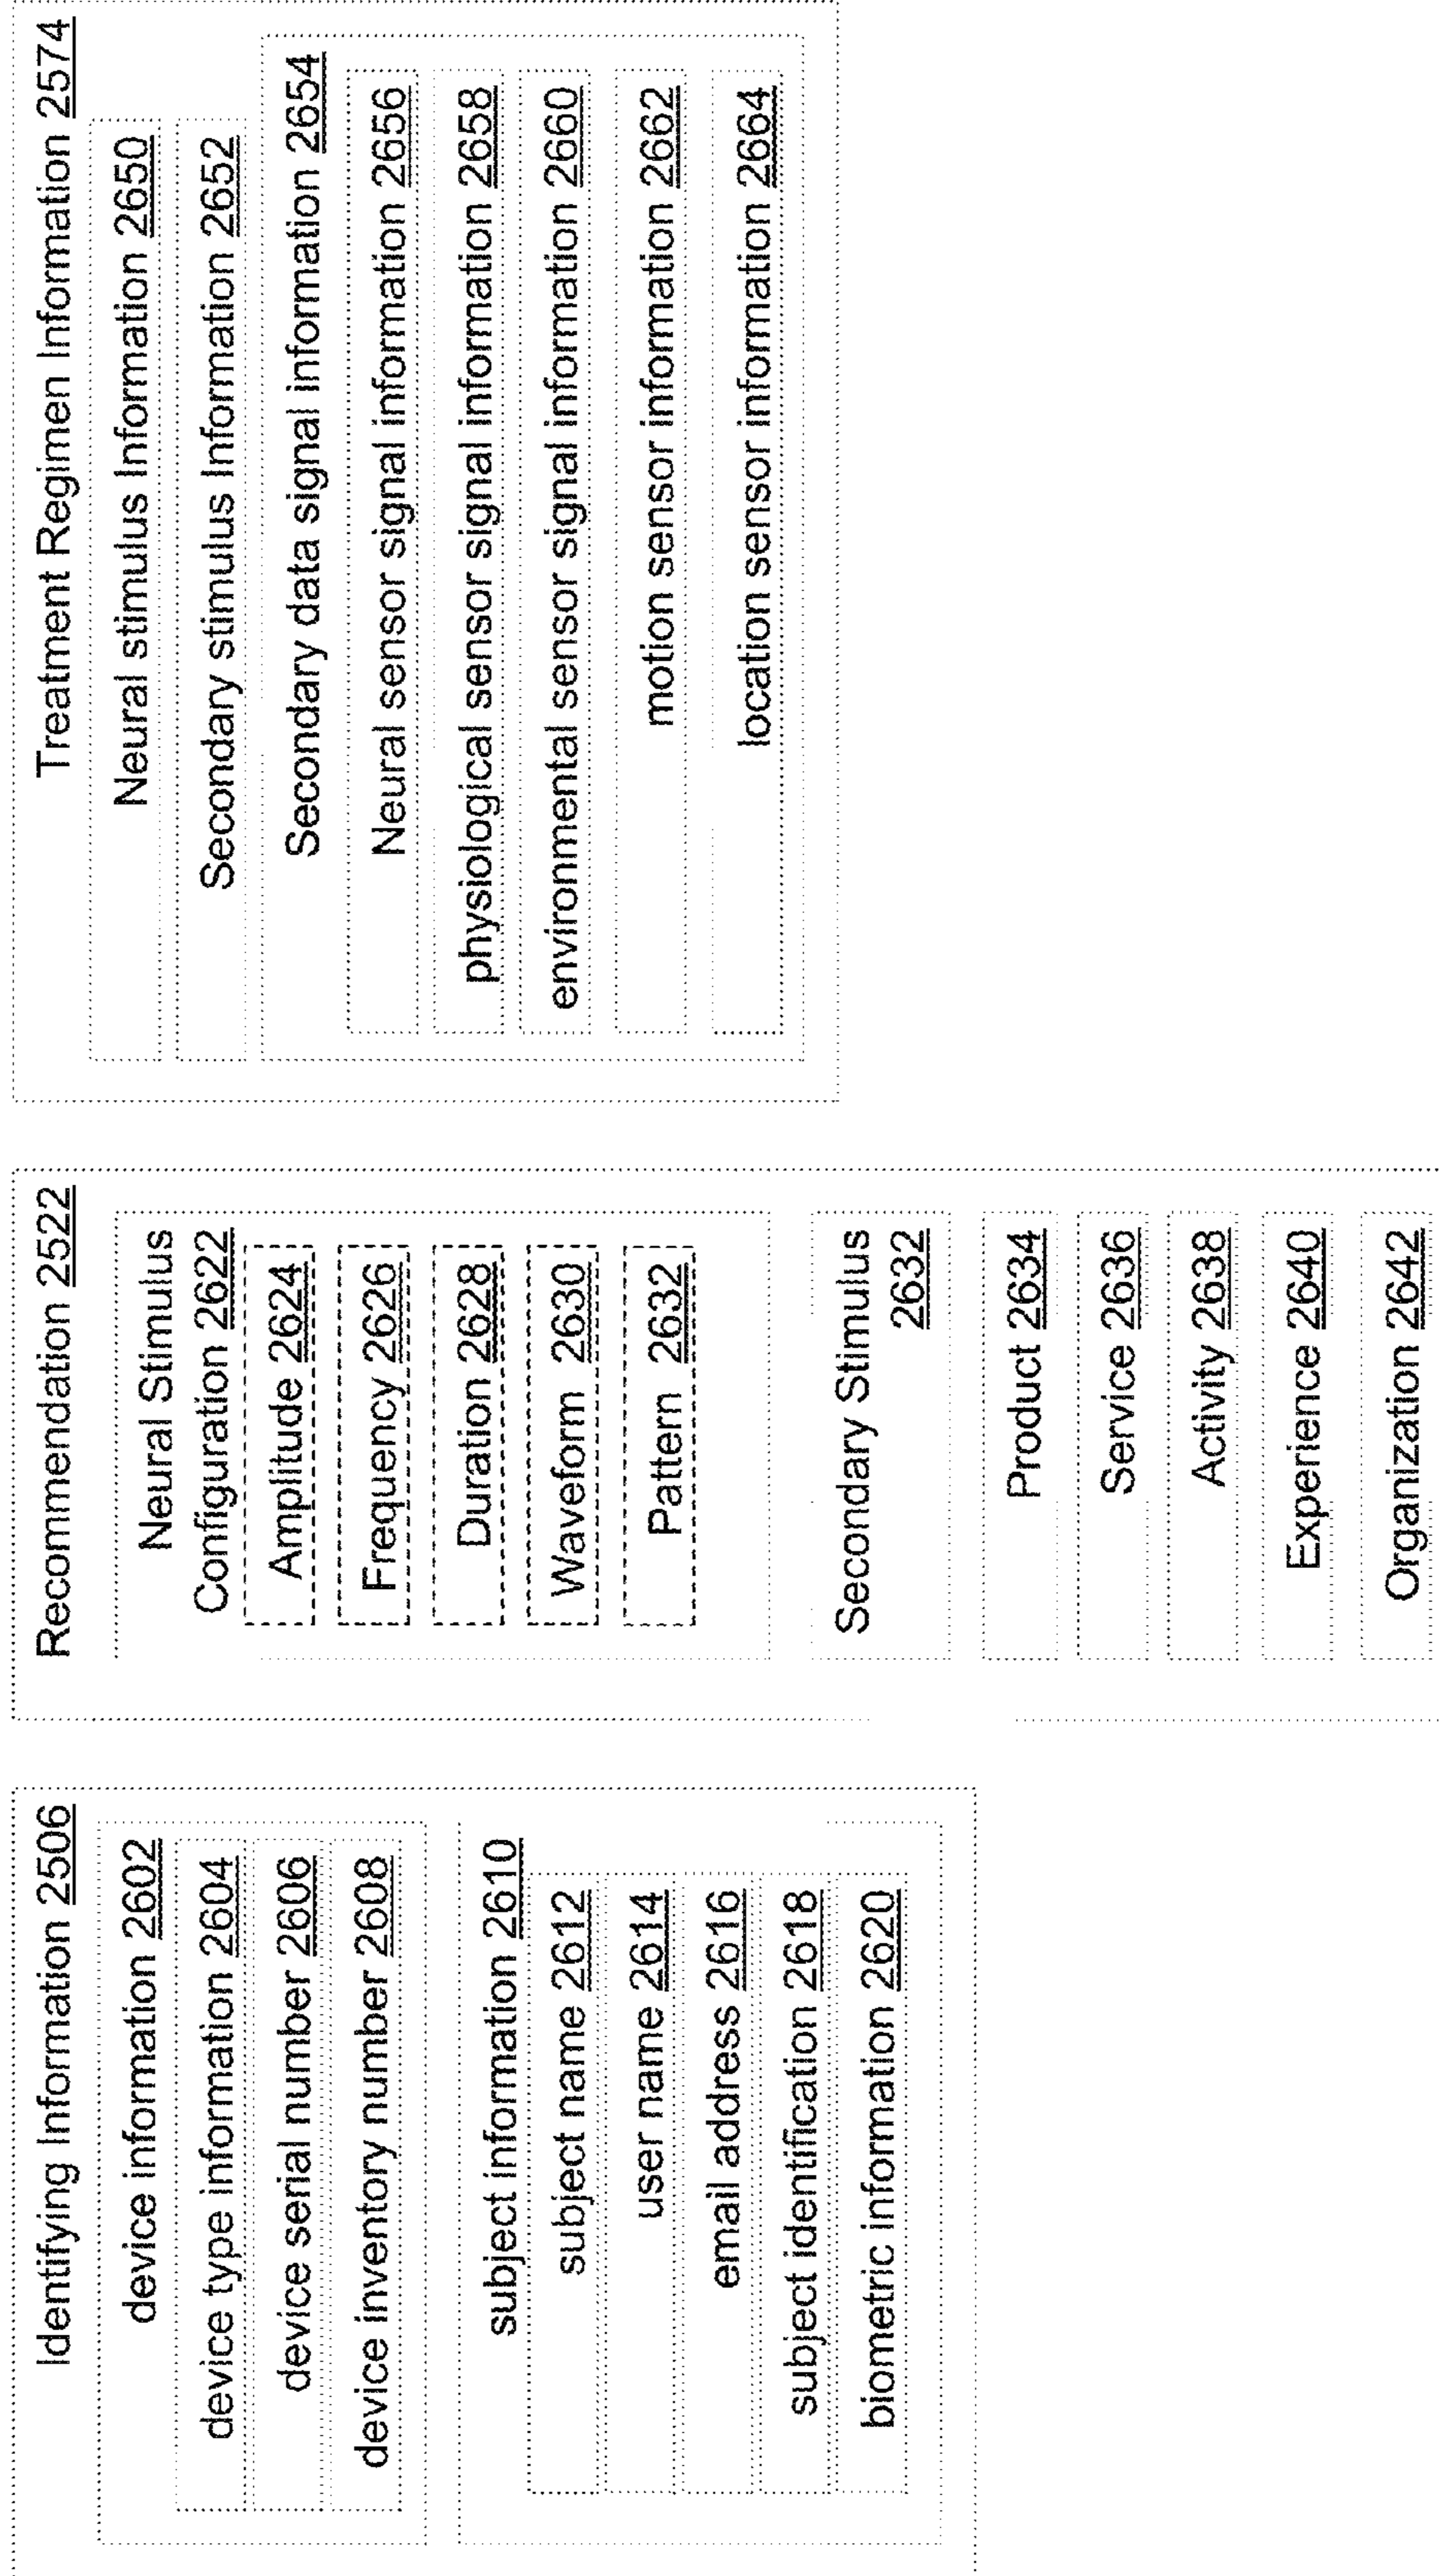 Identifying Information 2506
device information 2602
device type information 2604
device serial number 2606
device inventory number 2608
subject information 2610
subject name 2612
user name 2614
email address 2616
subject identification 2618
biometric information 2620
Recommendation 2522
Neural Stimulus
Configuration 2622
Amplitude 2624
Frequency 2626
Duration 2628
Waveform 2630
Pattern 2632
Secondary Stimulus
2632
Product 2634
Service 2636
Activity 2638
Experience 2640
Organization 2642
Treatment Regimen Information 2574
Neural stimulus Information 2650
Secondary stimulus Information 2652
Secondary data signal information 2654
Neural sensor signal information 2656
physiological sensor signal information 2658
environmental sensor signal information 2660
motion sensor information 2662
location sensor information 2664